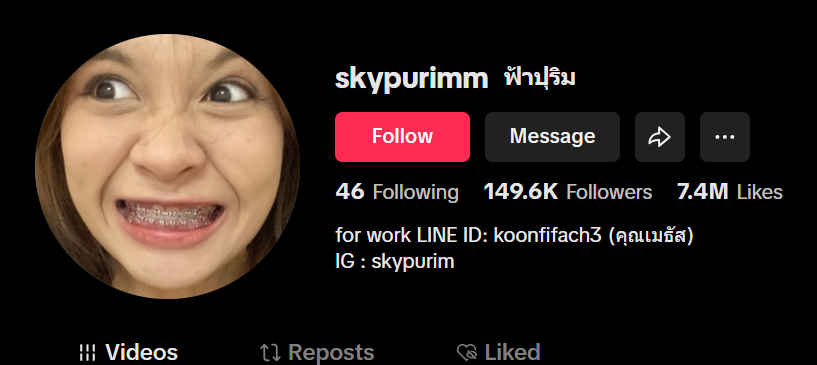 skypurimm ฟ้าปุริม
Follow Message
46 Following 149.6K Followers 7.4M Likes
for work LINE ID: koonfifach3 (คุณเมธัส)
IG : skypurim
Videos Reposts Liked